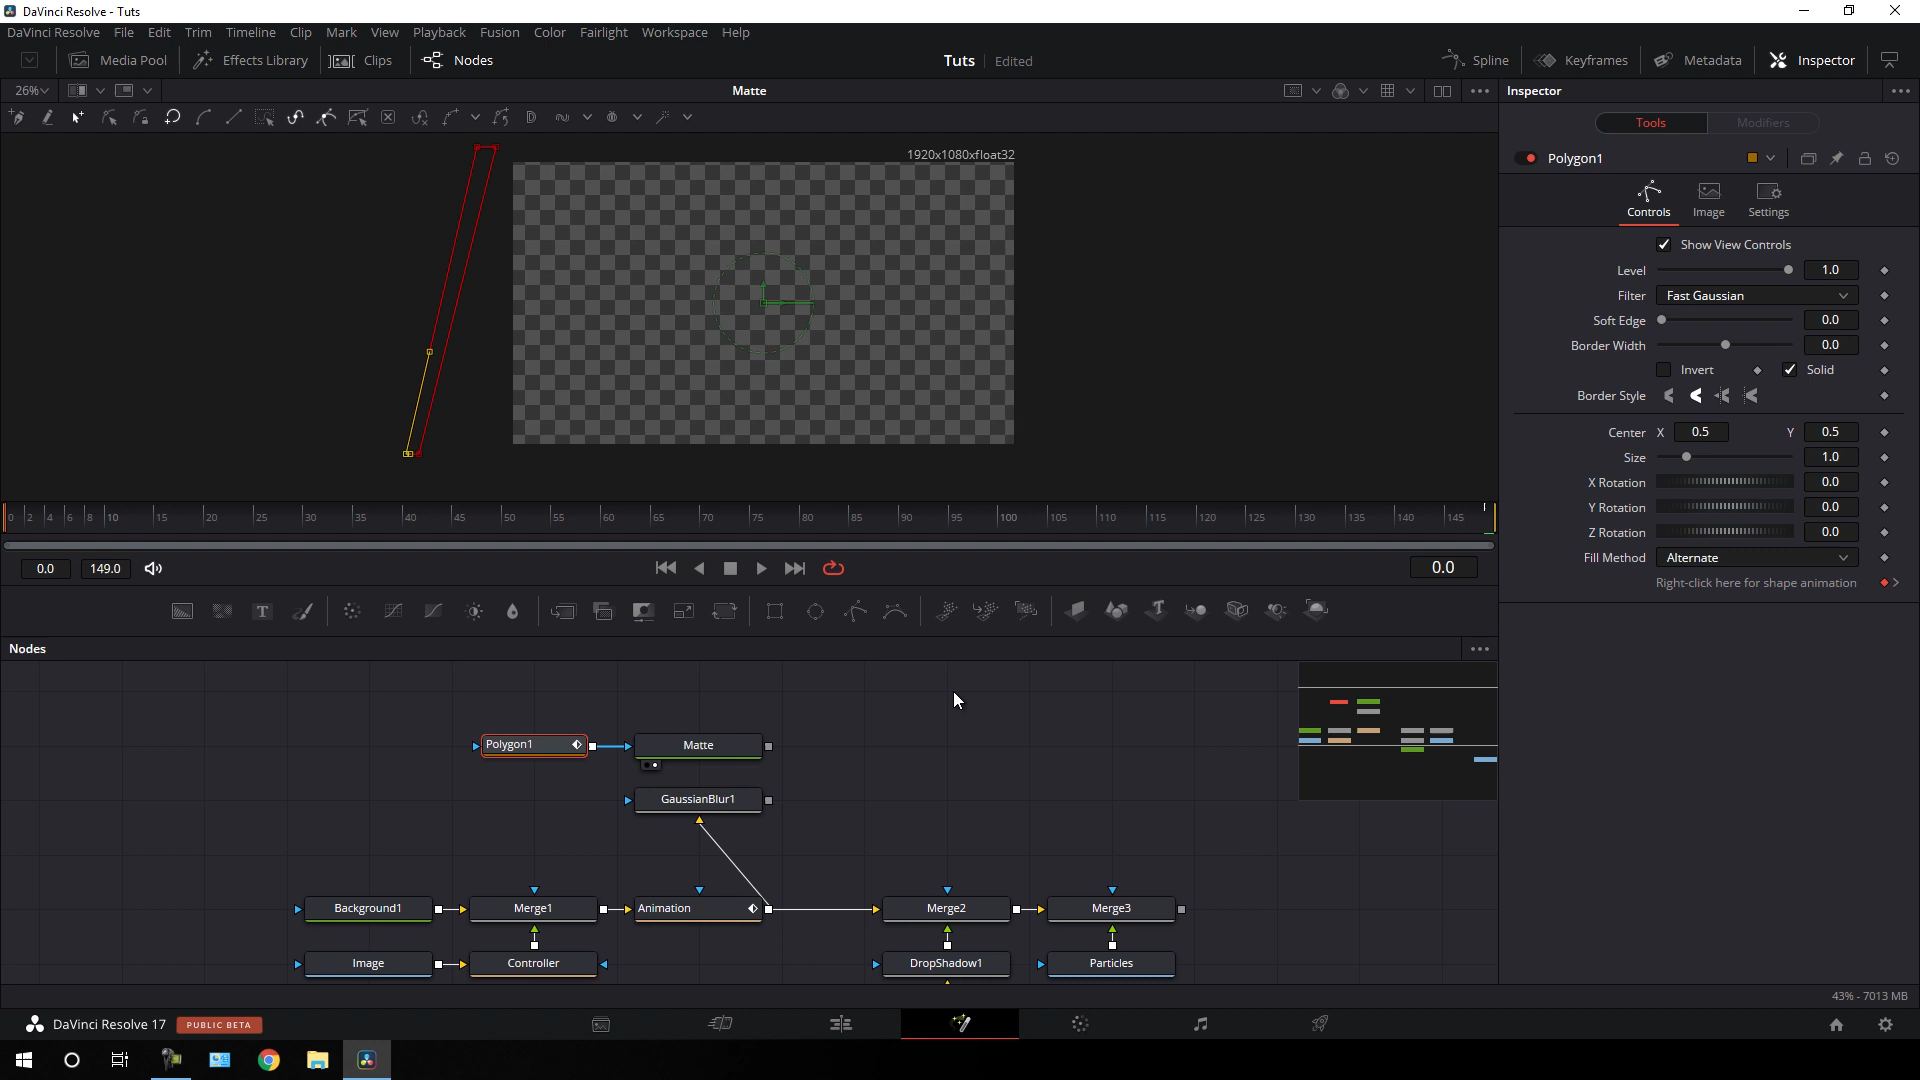 DaVinci Resolve - Tuts
DaVinci Resolve File Edit Trim Timeline Clip Mark View Playback Fusion Color Fairlight Workspace Help
Media Pool Effects Library Clips Nodes Tuts Edited Spline Keyframes Metadata Inspector
26% Matte Inspector
Tools Modifiers
1920x1080xfloat32
Polygon1
Controls Image Settings
Show View Controls
Level 1.0
Filter Fast Gaussian
Soft Edge 0.0
Border Width 0.0
Invert Solid
Border Style
Center X 0.5 Y 0.5
Size 1.0
X Rotation 0.0
Y Rotation 0.0
Z Rotation 0.0
Fill Method Alternate
Right-click here for shape animation
0 2 4 6 8 10 15 20 25 30 35 40 45 50 55 60 65 70 75 80 85 90 95 100 105 110 115 120 125 130 135 140 145
0.0 149.0 0.0
T
Nodes
Polygon1 Matte
GaussianBlur1
Background1 Merge1 Animation Merge2 Merge3
Image Controller DropShadow1 Particles
43% - 7013 MB
DaVinci Resolve 17 PUBLIC BETA